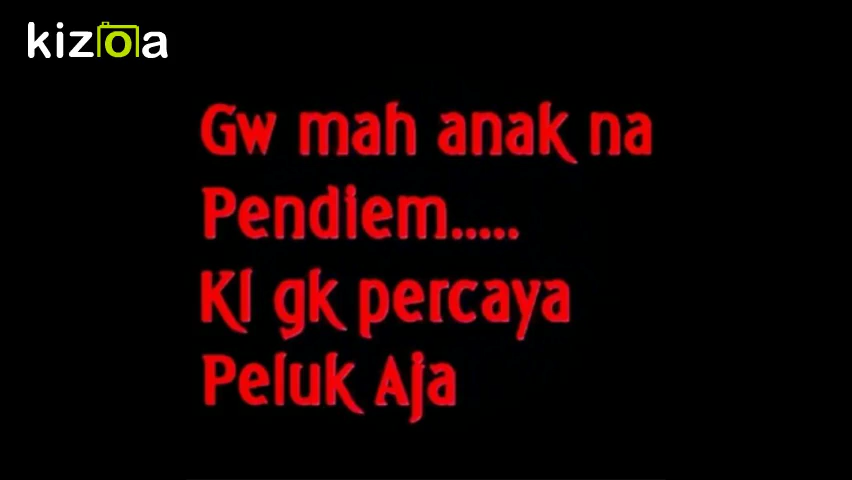 kizoa
Gw mah anak na
Pendiem.....
Kl gk percaya
Peluk Aja